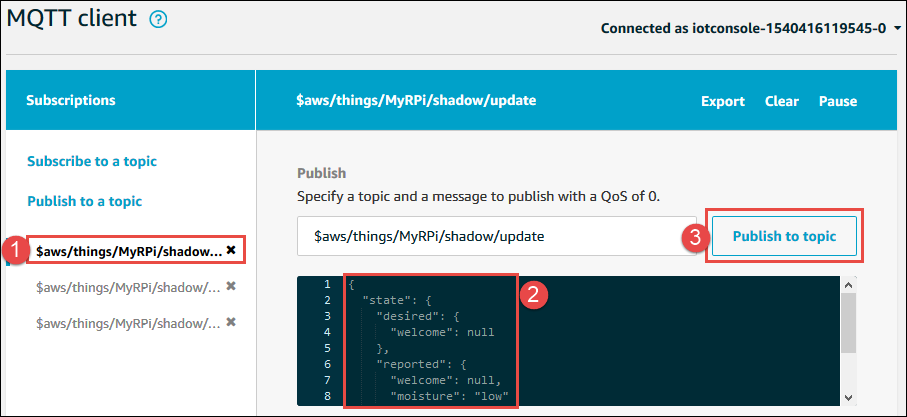 MQTT client ?
Connected as iotconsole-1540416119545-0
Subscriptions
$aws/things/MyRPi/shadow/update
Export Clear Pause
Subscribe to a topic
Publish to a topic
1
$aws/things/MyRPi/shadow... ✖
$aws/things/MyRPi/shadow/... ✖
$aws/things/MyRPi/shadow/... ✖
Publish
Specify a topic and a message to publish with a QoS of 0.
$aws/things/MyRPi/shadow/update
3
Publish to topic
2
1 {
2 "state": {
3 "desired": {
4 "welcome": null
5 },
6 "reported": {
7 "welcome": null,
8 "moisture": "low"